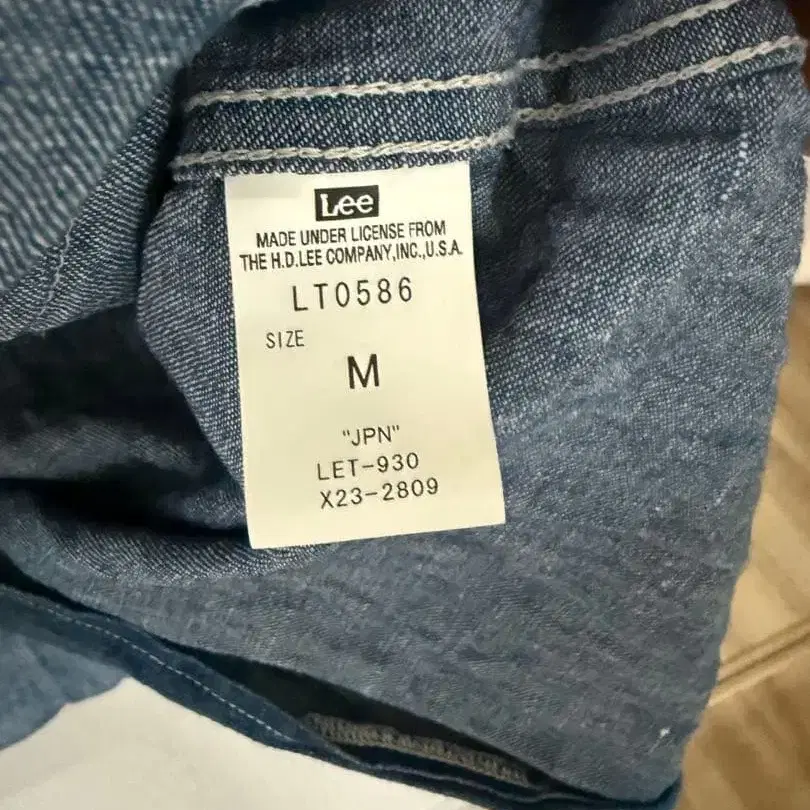 Lee
MADE UNDER LICENSE FROM
THE H.D.LEE COMPANY,INC.,U.S.A.
LT0586
SIZE
M
"JPN"
LET-930
X23-2809